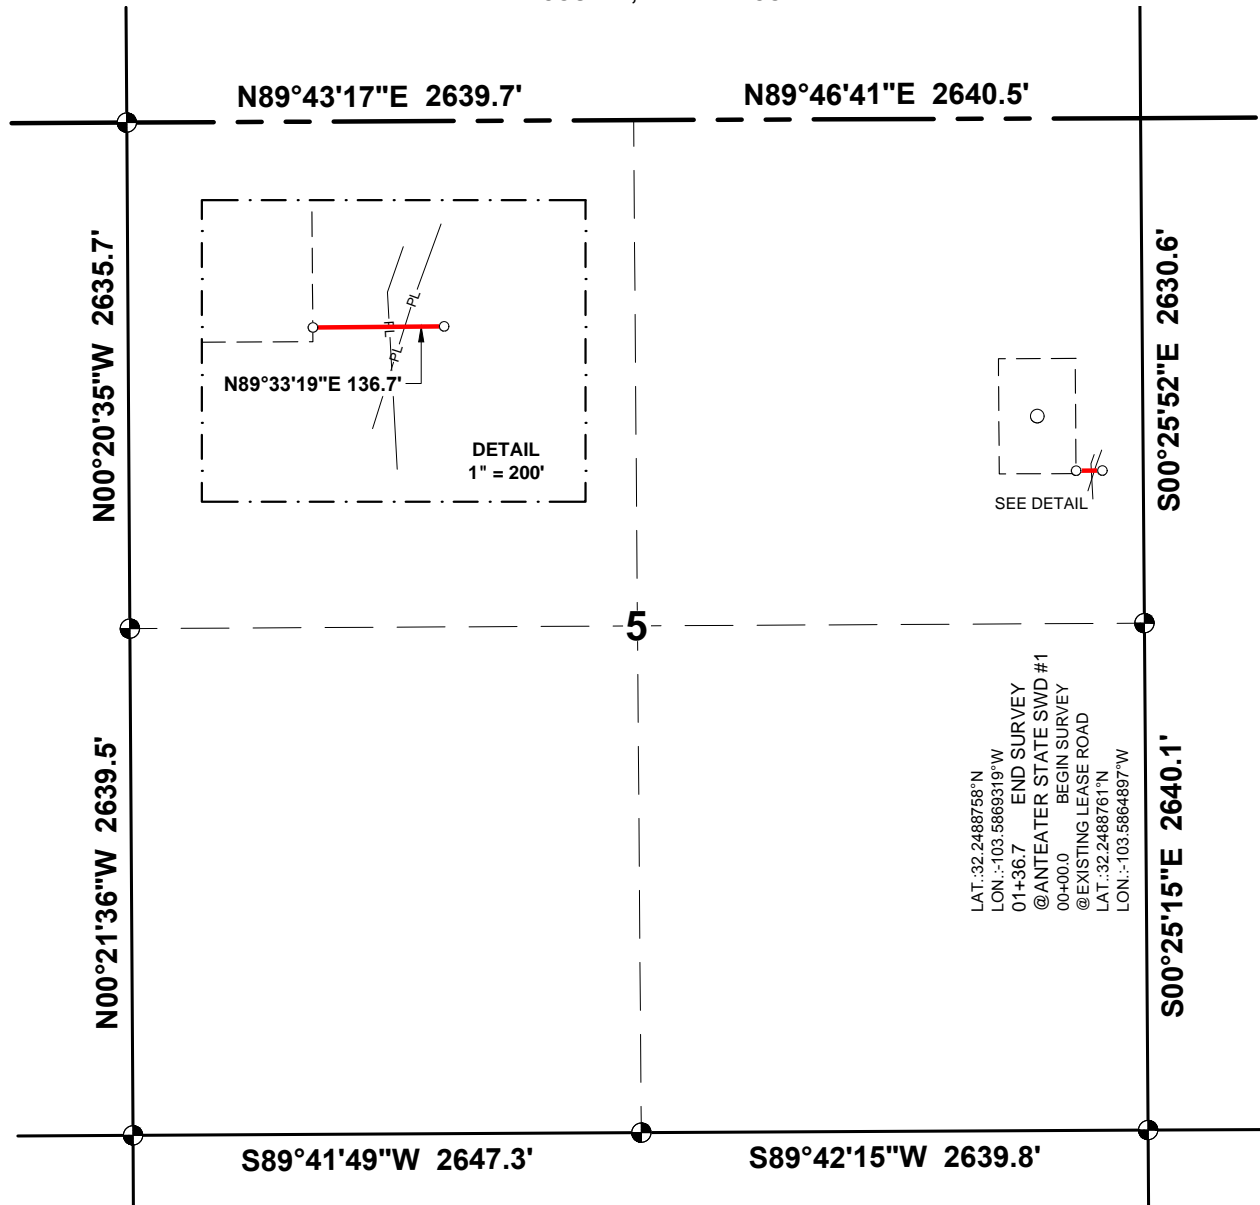 N89°43'17"E 2639.7'
N89°46'41"E 2640.5'
N00°20'35"W 2635.7'
S00°25'52"E 2630.6'
PL
PL
PL
N89°33'19"E 136.7'
DETAIL
1" = 200'
SEE DETAIL
5
N00°21'36"W 2639.5'
LAT.:32.2488758°N
LON.:-103.5869319°W
01+36.7 END SURVEY
@ANTEATER STATE SWD #1
00+00.0 BEGIN SURVEY
@EXISTING LEASE ROAD
LAT.:32.2488761°N
LON.:-103.5864897°W
S00°25'15"E 2640.1'
S89°41'49"W 2647.3'
S89°42'15"W 2639.8'